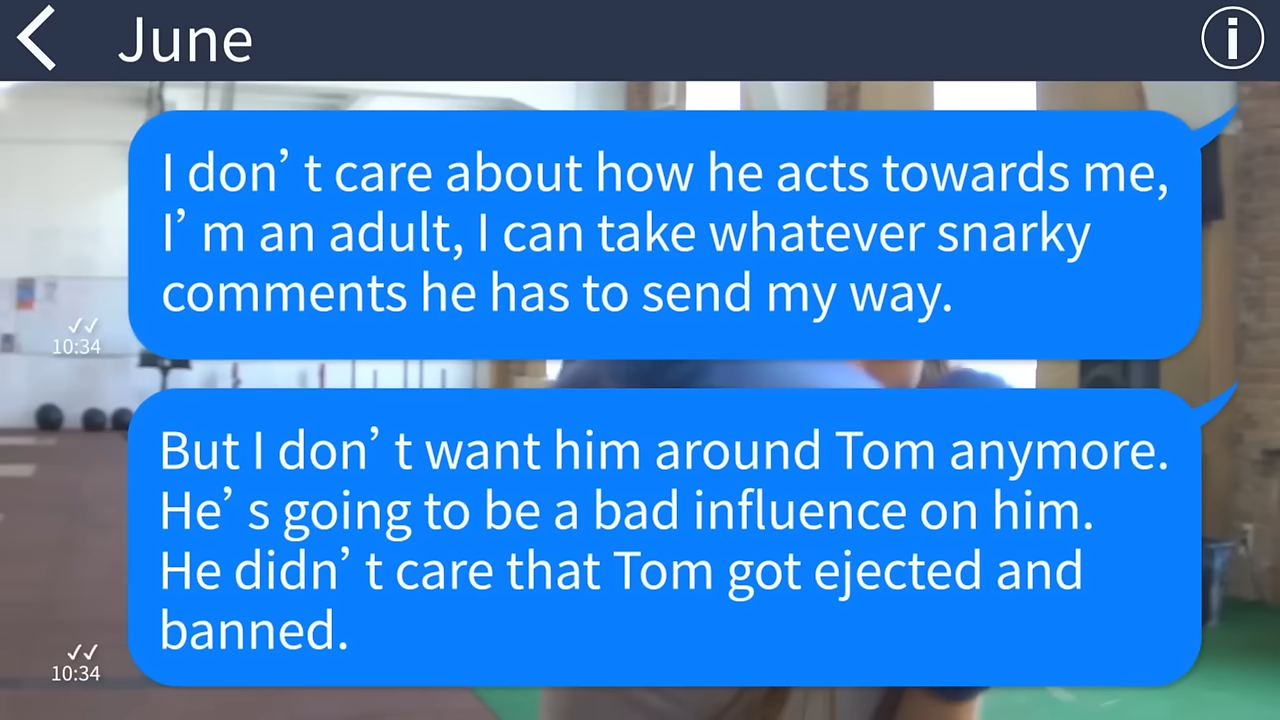 June
I don’ t care about how he acts towards me,
I’ m an adult, I can take whatever snarky
comments he has to send my way.
10:34
But I don’ t want him around Tom anymore.
He’ s going to be a bad influence on him.
He didn’ t care that Tom got ejected and
banned.
10:34